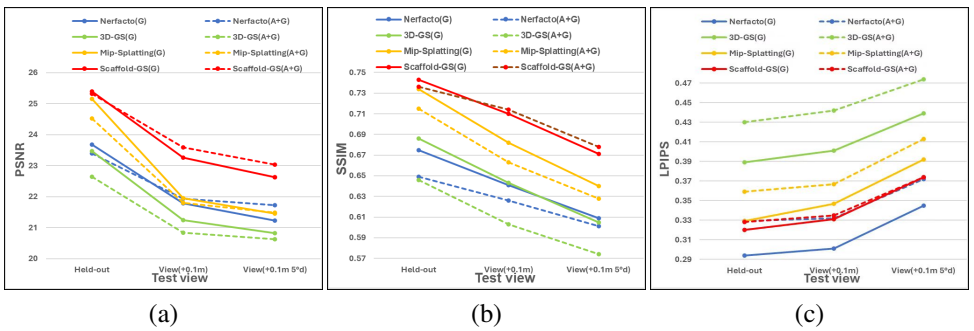 Nerfacto(G) Nerfacto(A+G)
3D-GS(G) 3D-GS(A+G)
Mip-Splatting(G) Mip-Splatting(A+G)
Scaffold-GS(G) Scaffold-GS(A+G)
26
25
24
23
22
21
20
PSNR
Held-out View(+0.1m) View(+0.1m 5°d)
Test view
(a)
Nerfacto(G) Nerfacto(A+G)
3D-GS(G) 3D-GS(A+G)
Mip-Splatting(G) Mip-Splatting(A+G)
Scaffold-GS(G) Scaffold-GS(A+G)
0.75
0.73
0.71
0.69
0.67
0.65
0.63
0.61
0.59
0.57
SSIM
Held-out View(+0.1m) View(+0.1m 5°d)
Test view
(b)
Nerfacto(G) Nerfacto(A+G)
3D-GS(G) 3D-GS(A+G)
Mip-Splatting(G) Mip-Splatting(A+G)
Scaffold-GS(G) Scaffold-GS(A+G)
0.47
0.45
0.43
0.41
0.39
0.37
0.35
0.33
0.31
0.29
LPIPS
Held-out View(+0.1m) View(+0.1m 5°d)
Test view
(c)